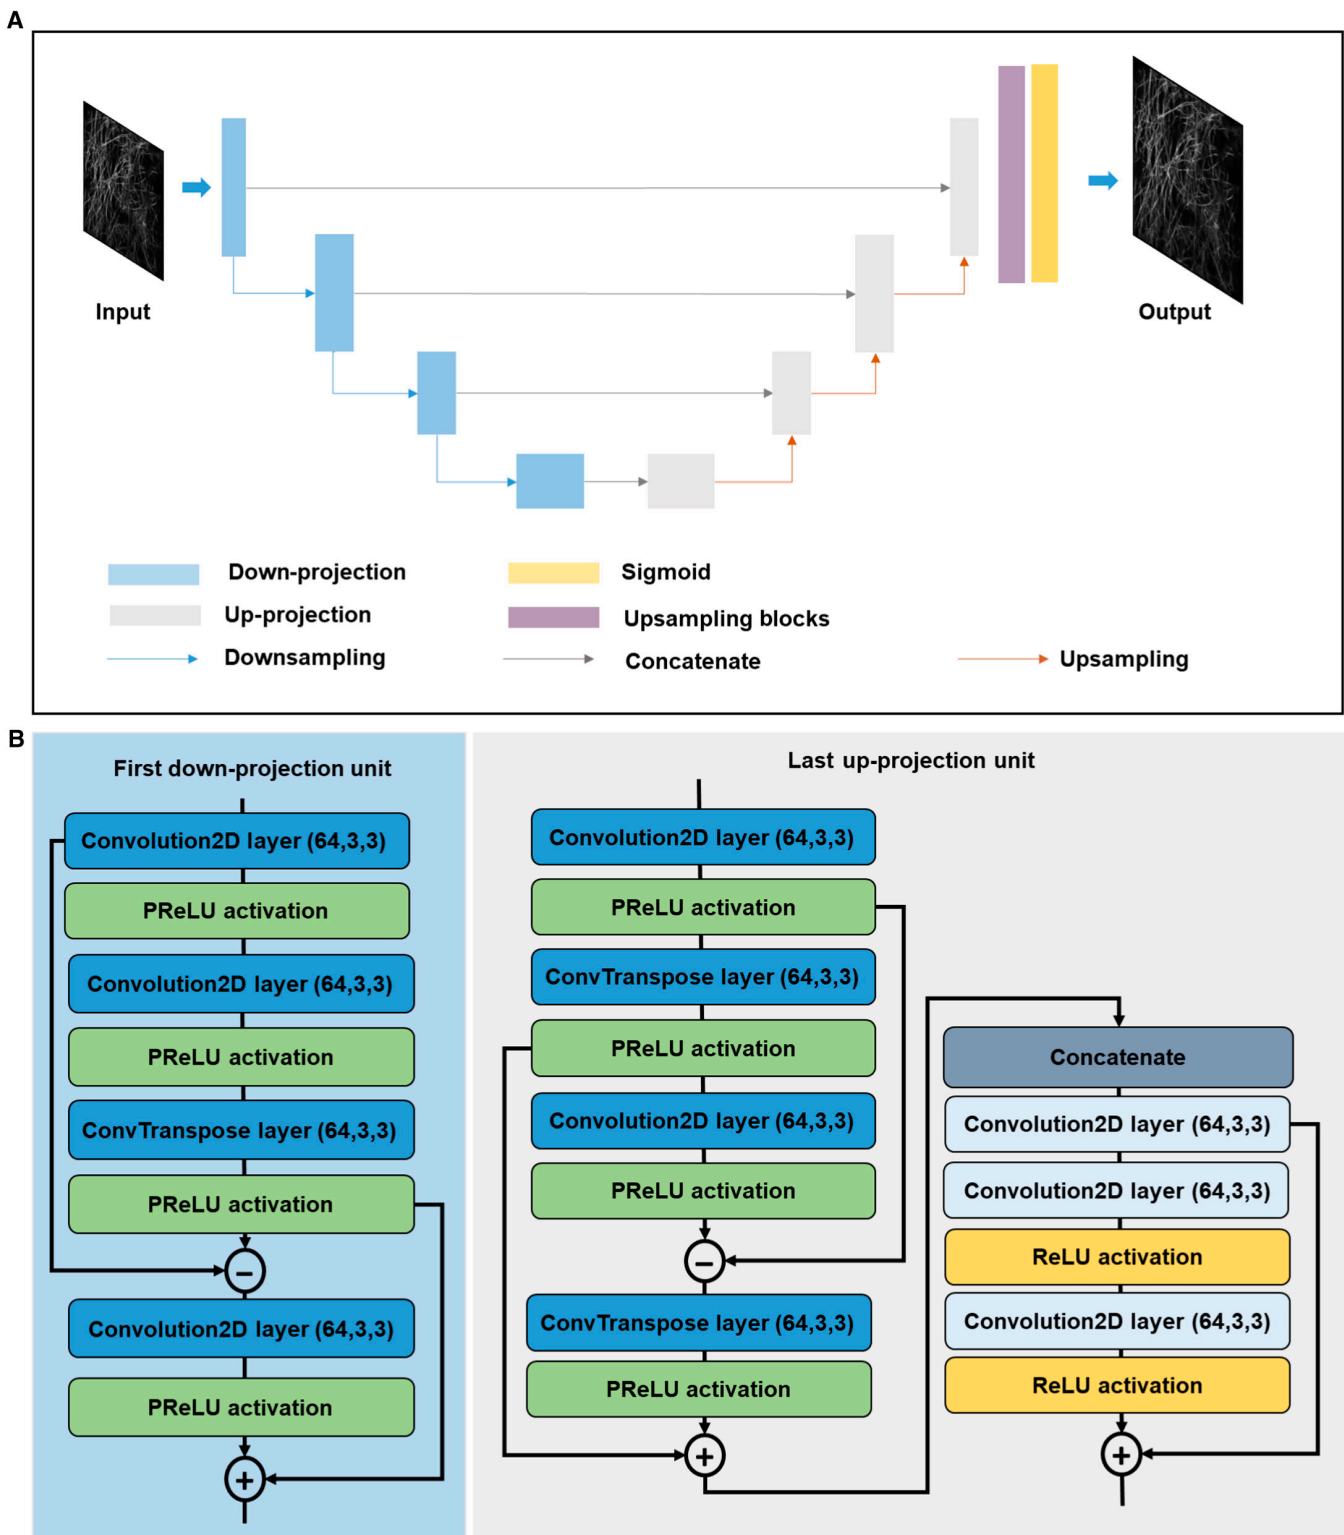 A
Input
Output
Down-projection
Sigmoid
Up-projection
Upsampling blocks
Downsampling
Concatenate
Upsampling
B
First down-projection unit
Convolution2D layer (64,3,3)
PReLU activation
Convolution2D layer (64,3,3)
PReLU activation
ConvTranspose layer (64,3,3)
PReLU activation
−
Convolution2D layer (64,3,3)
PReLU activation
+
Last up-projection unit
Convolution2D layer (64,3,3)
PReLU activation
ConvTranspose layer (64,3,3)
PReLU activation
Convolution2D layer (64,3,3)
PReLU activation
−
ConvTranspose layer (64,3,3)
PReLU activation
+
Concatenate
Convolution2D layer (64,3,3)
Convolution2D layer (64,3,3)
ReLU activation
Convolution2D layer (64,3,3)
ReLU activation
+